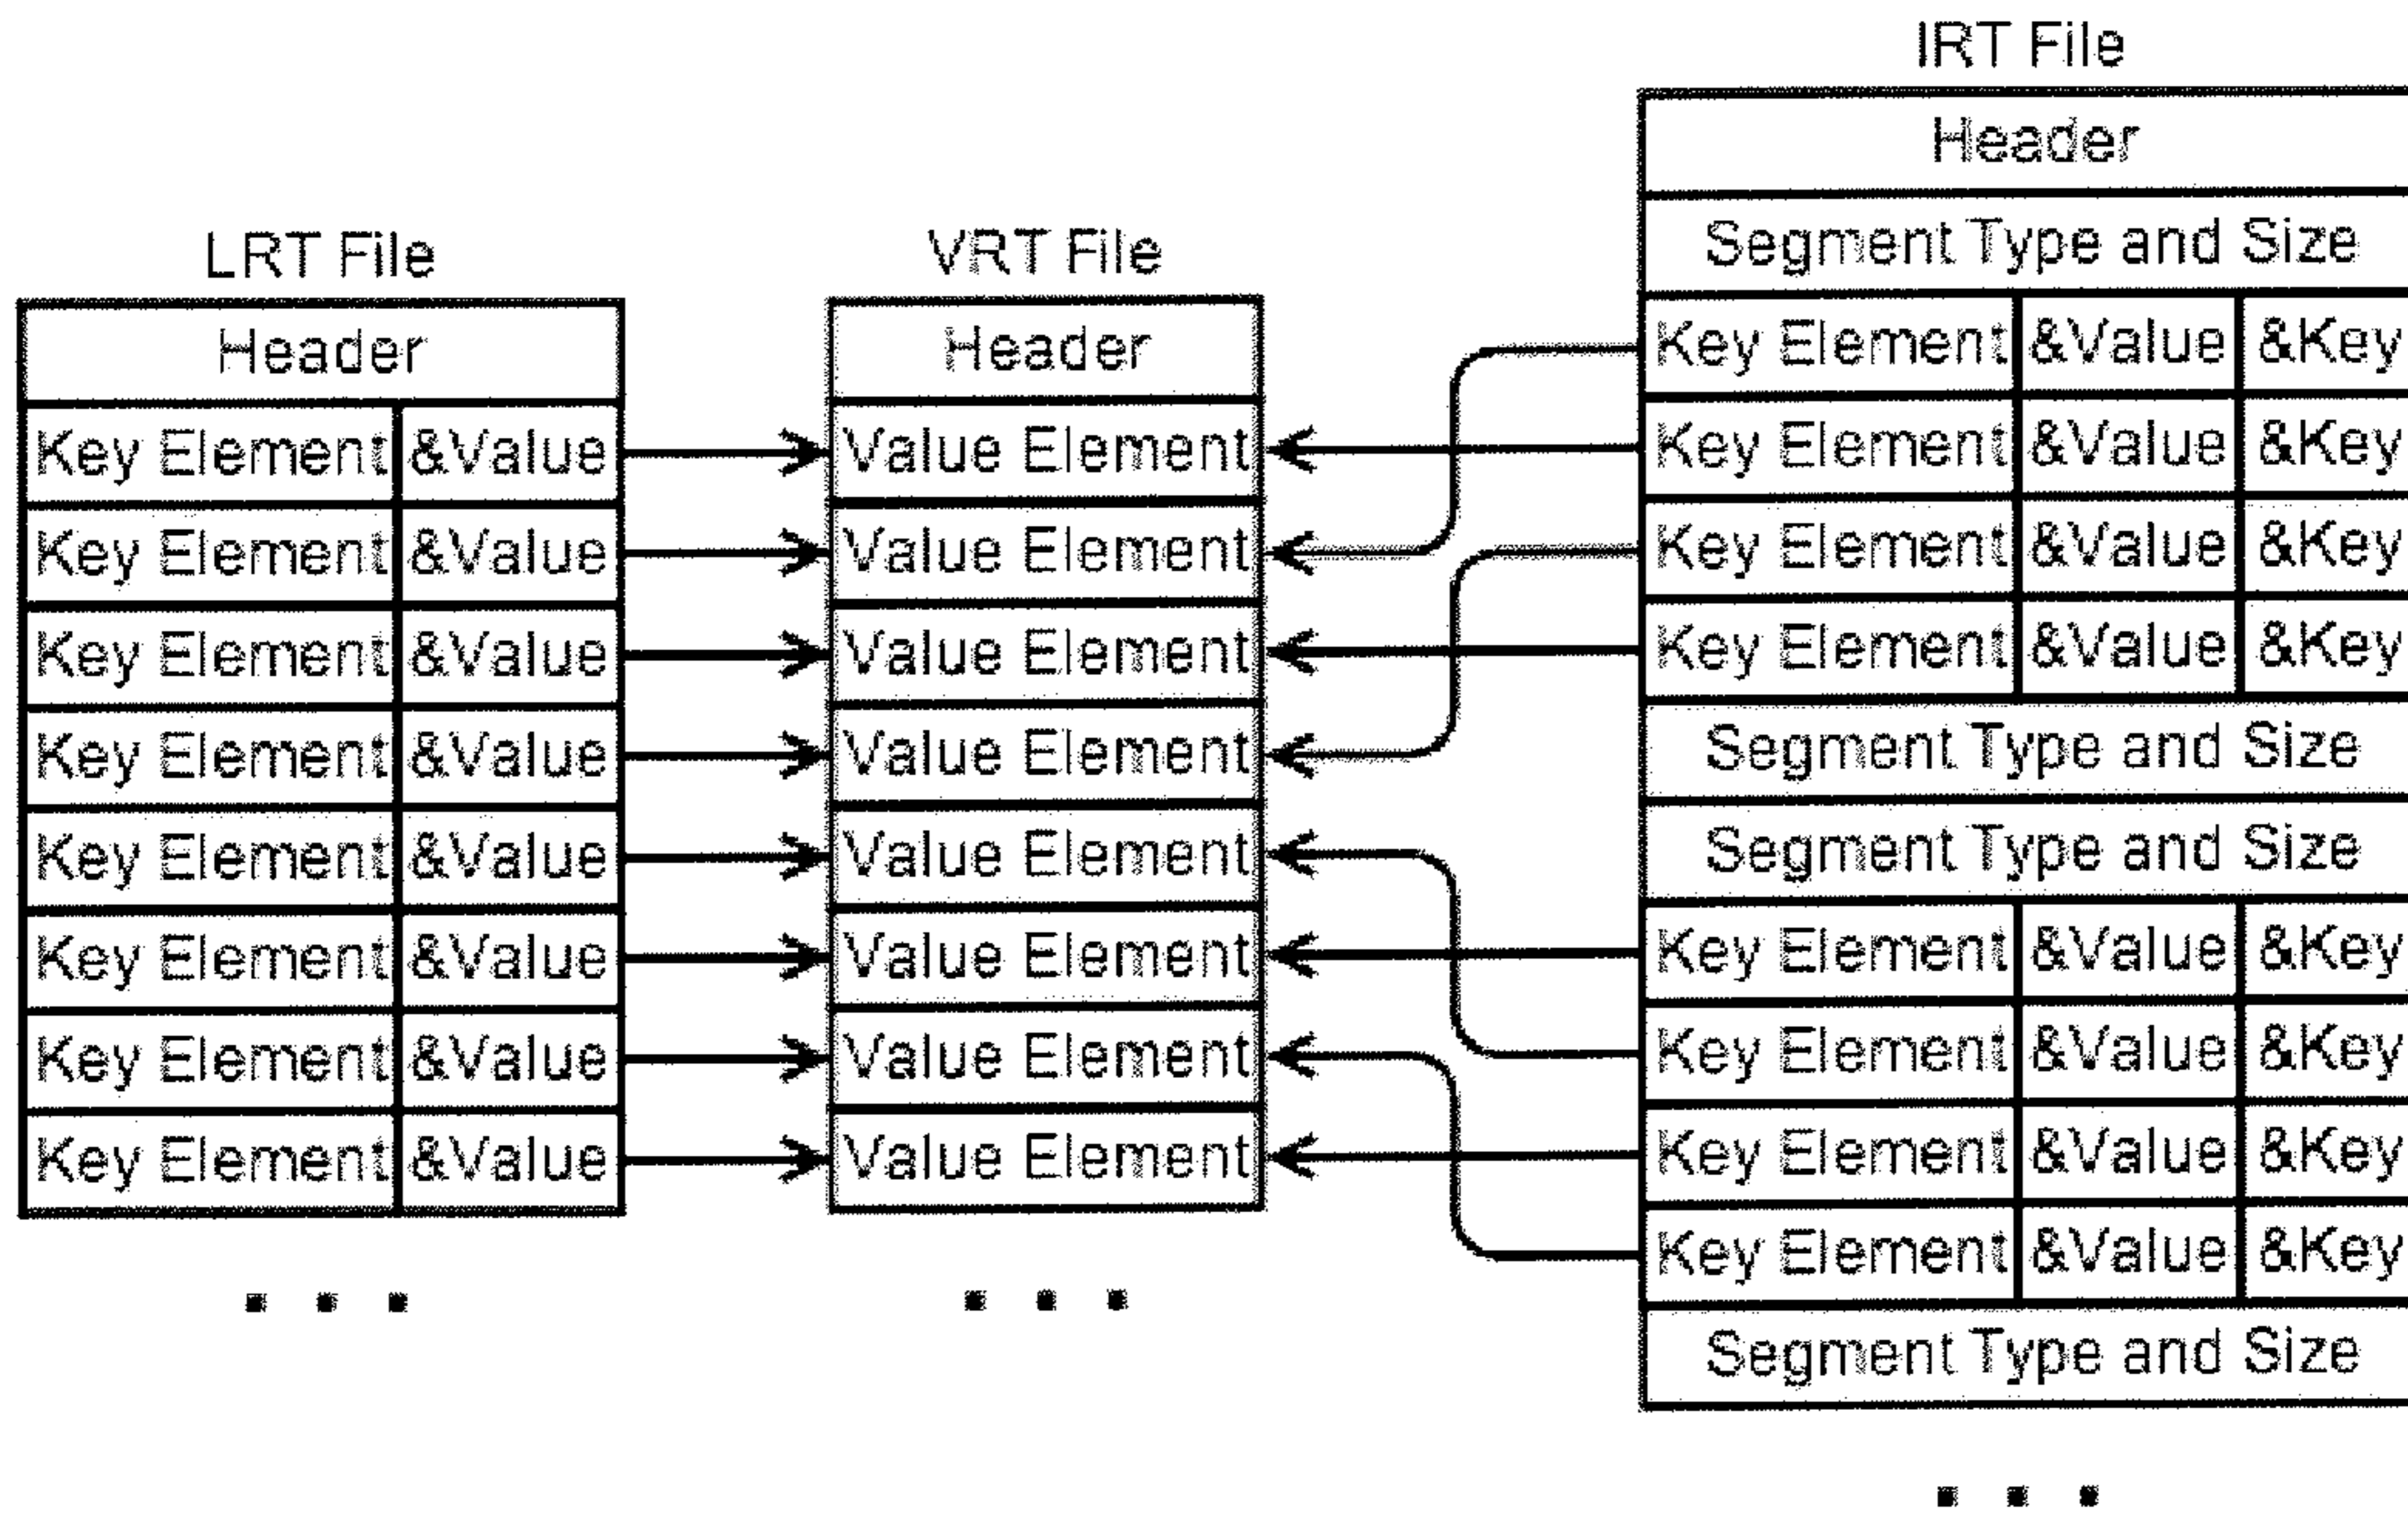 LRT File
Header
Key Element &Value
Key Element &Value
Key Element &Value
Key Element &Value
Key Element &Value
Key Element &Value
Key Element &Value
Key Element &Value
. . .
VRT File
Header
Value Element
Value Element
Value Element
Value Element
Value Element
Value Element
Value Element
Value Element
. . .
IRT File
Header
Segment Type and Size
Key Element &Value &Key
Key Element &Value &Key
Key Element &Value &Key
Key Element &Value &Key
Segment Type and Size
Segment Type and Size
Key Element &Value &Key
Key Element &Value &Key
Key Element &Value &Key
Key Element &Value &Key
Segment Type and Size
. . .